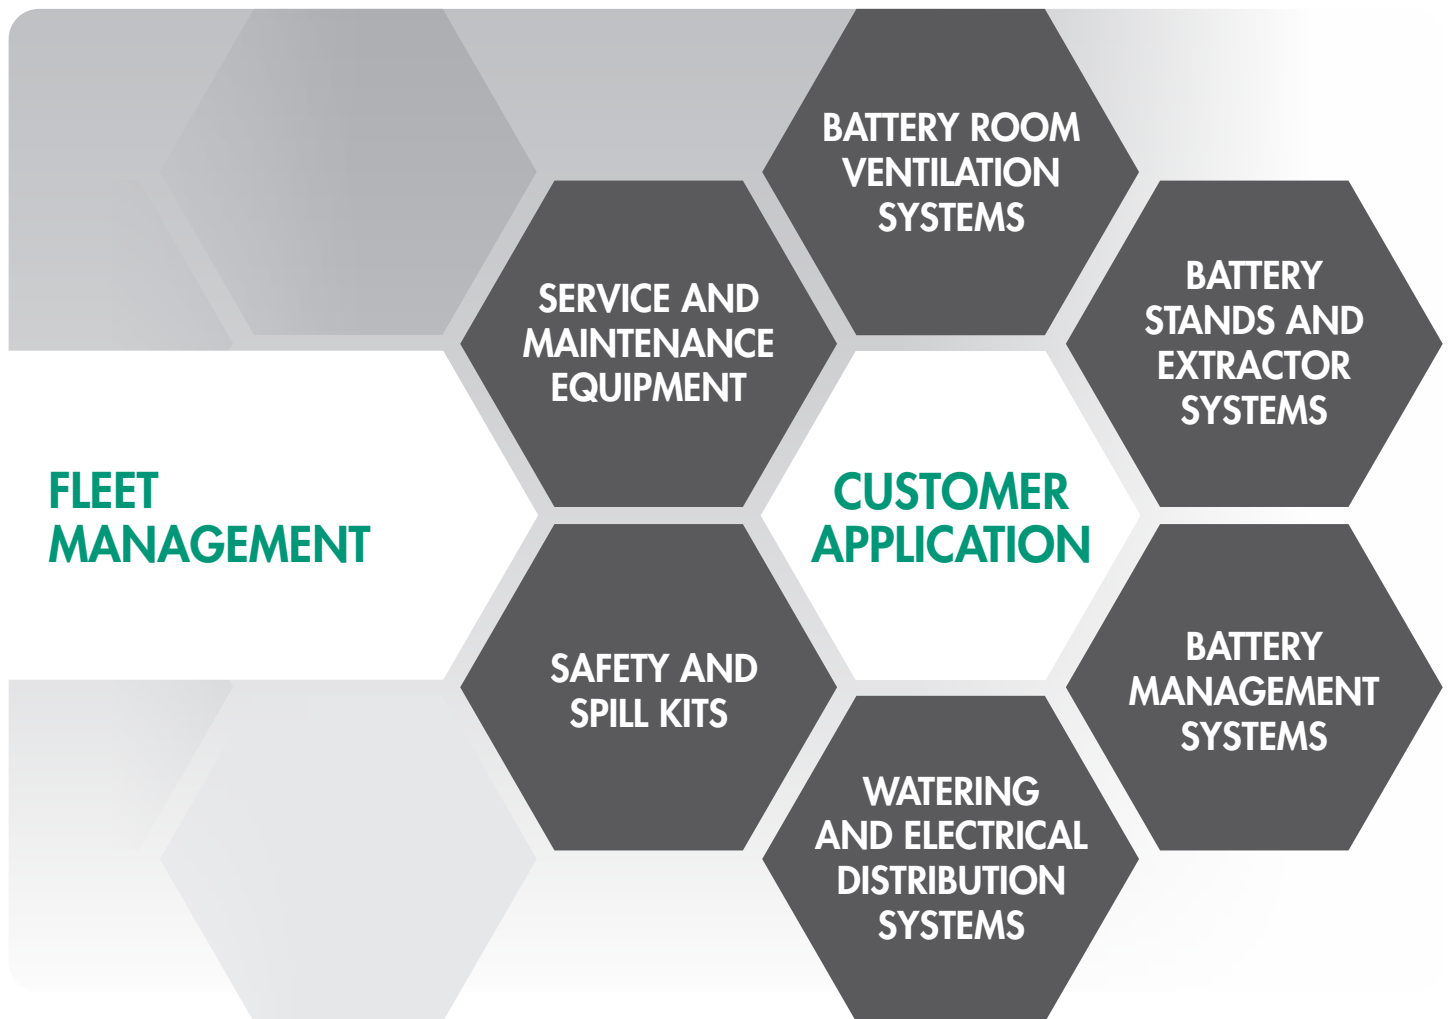 BATTERY ROOM
VENTILATION
SYSTEMS
SERVICE AND
MAINTENANCE
EQUIPMENT
BATTERY
STANDS AND
EXTRACTOR
SYSTEMS
FLEET
MANAGEMENT
CUSTOMER
APPLICATION
SAFETY AND
SPILL KITS
BATTERY
MANAGEMENT
SYSTEMS
WATERING
AND ELECTRICAL
DISTRIBUTION
SYSTEMS